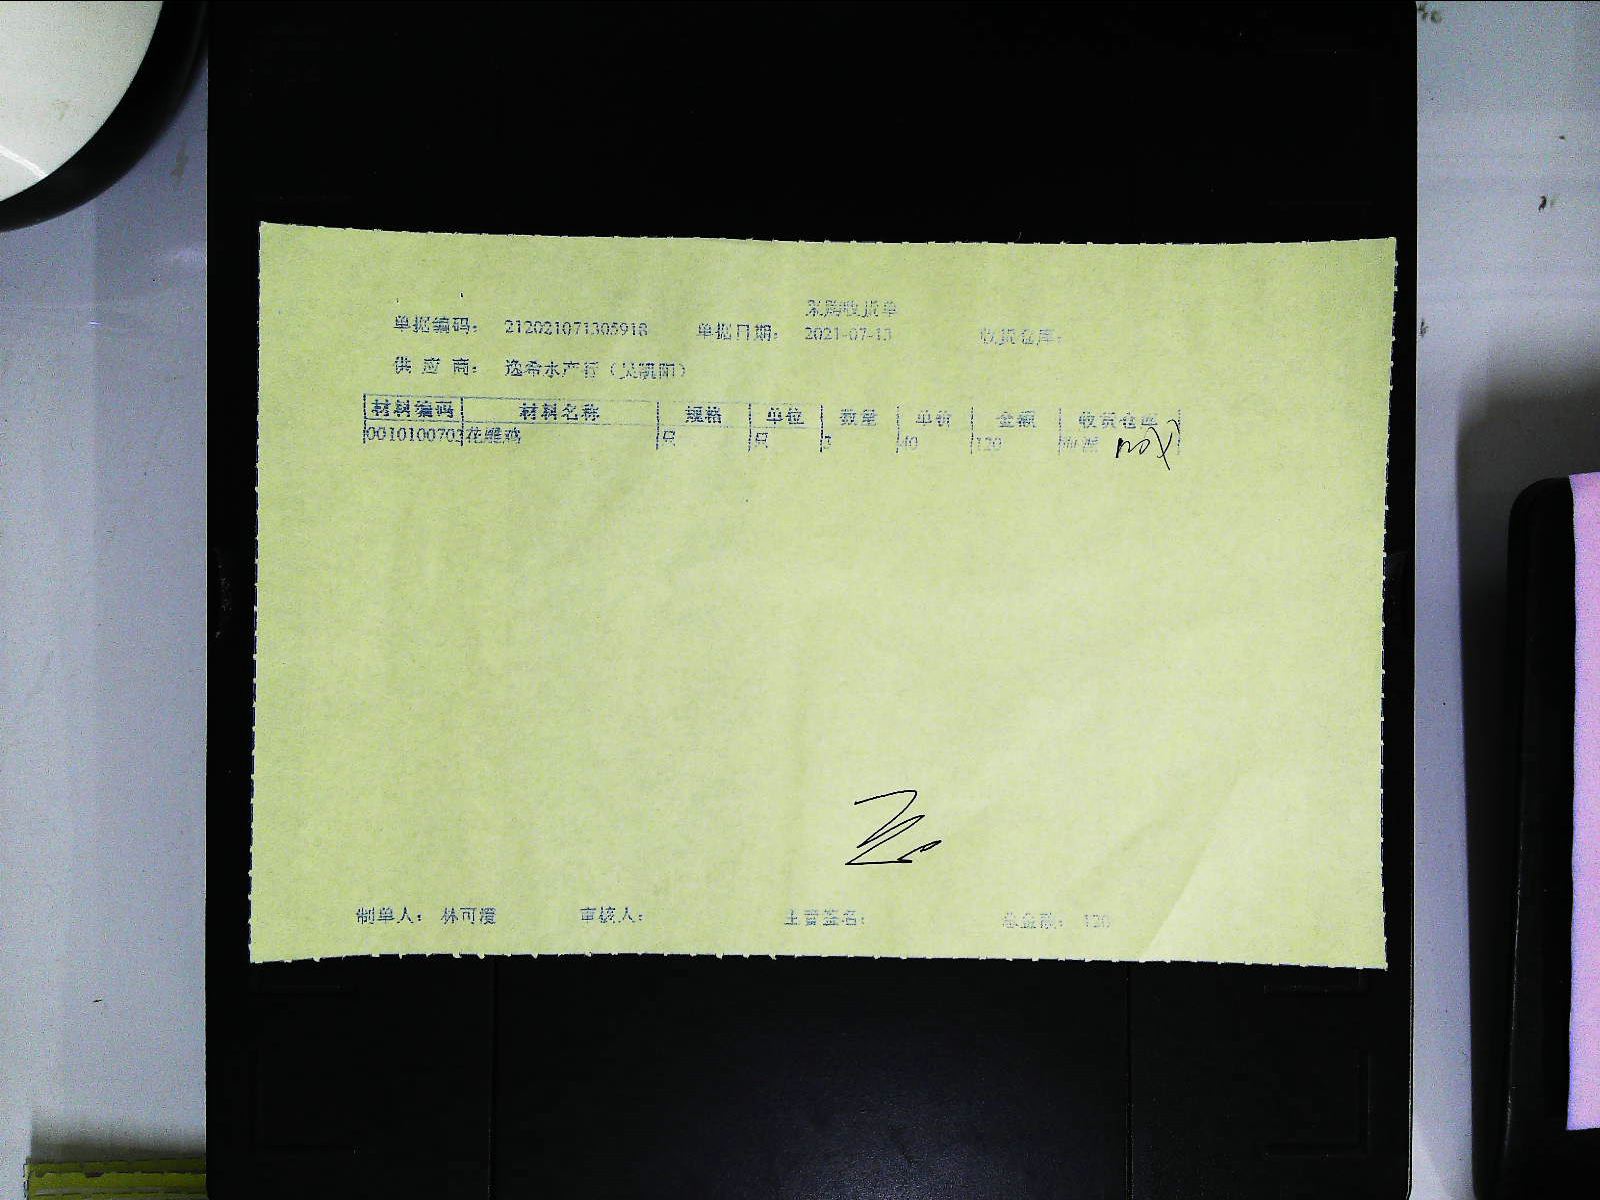 采购收货单
单据编码: 212021071305918 单据日期: 2021-07-13 收货仓库:
供 应 商: 逸希水产行(吴凯阳)
材料编码 材料名称 规格 单位 数量 单价 金额 收货仓库
0010100703 花雕鸡 只 只 3 40 120
制单人: 林可漫 审核人: 主管签名: 总金额: 120